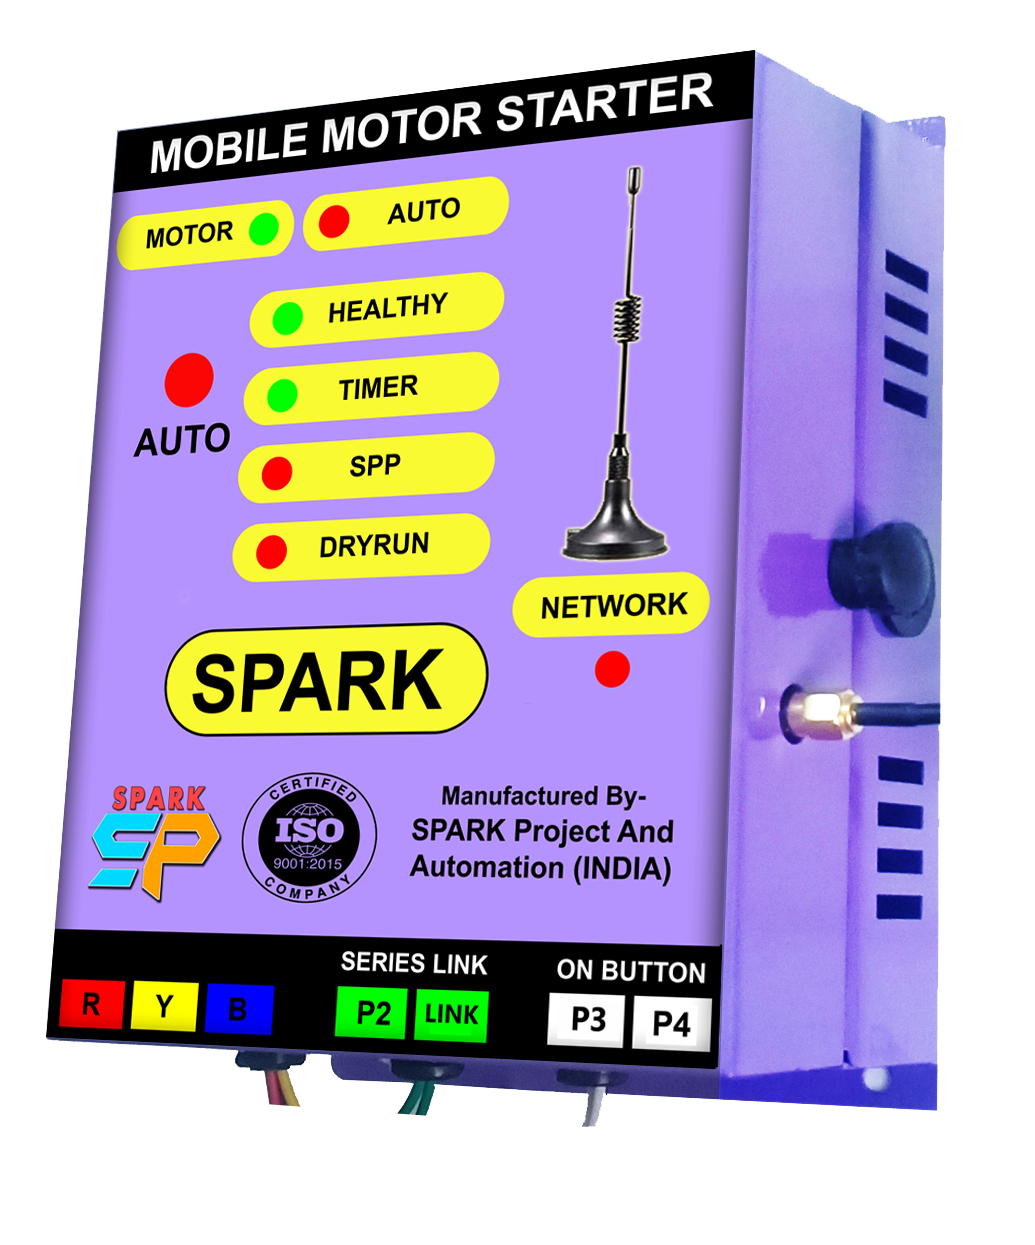 MOBILE MOTOR STARTER
MOTOR
AUTO
HEALTHY
TIMER
AUTO
SPP
DRYRUN
NETWORK
SPARK
SPARK
SP
CERTIFIED
ISO
9001:2015
COMPANY
Manufactured By-
SPARK Project And
Automation (INDIA)
SERIES LINK
ON BUTTON
R
Y
B
P2
LINK
P3
P4